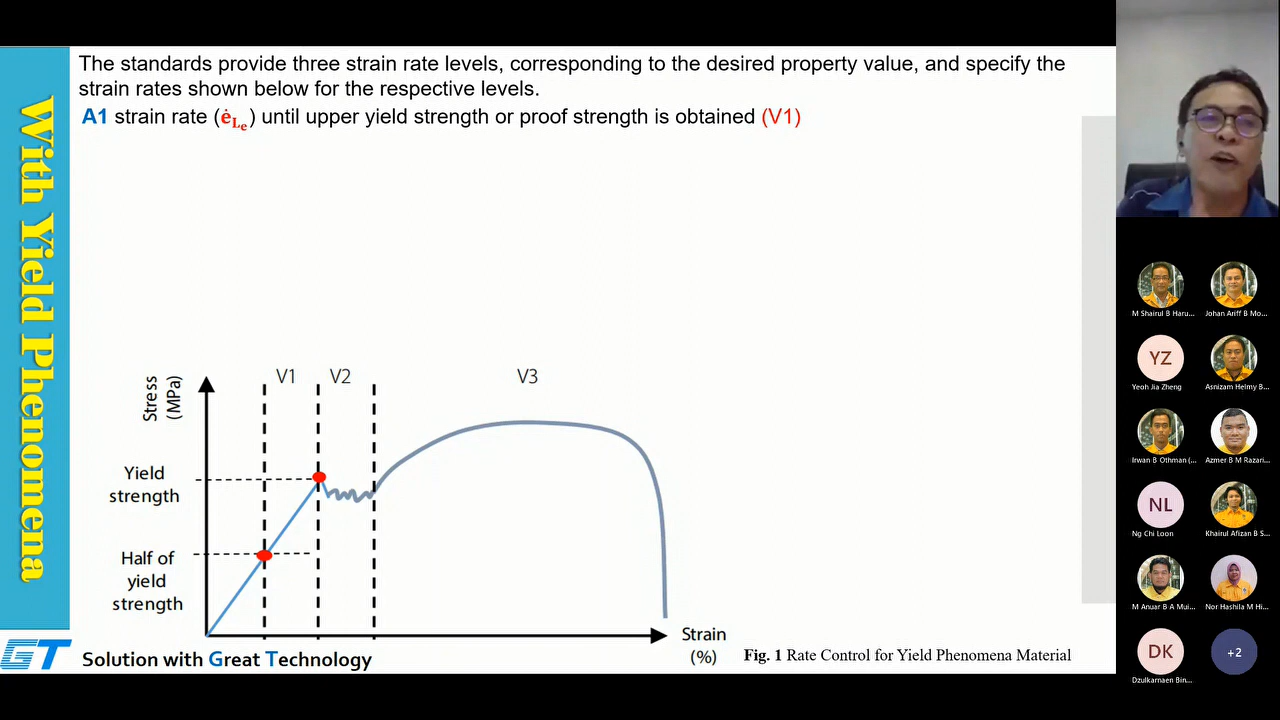 The standards provide three strain rate levels, corresponding to the desired property value, and specify the
strain rates shown below for the respective levels.
A1 strain rate (ė_Le) until upper yield strength or proof strength is obtained (V1)
With Yield Phenomena
V1 V2 V3
Stress
(MPa)
Yield
strength
Half of
yield
strength
Strain
(%)
Fig. 1 Rate Control for Yield Phenomena Material
GT
Solution with Great Technology
M Shairul B Haru...
Johan Ariff B Mo...
YZ
Yeoh Jia Zheng
Asnizam Helmy B...
Irwan B Othman (...
Azmer B M Razari...
NL
Ng Chi Loon
Khairul Afizan B S...
M Anuar B A Mui...
Nor Hashila M Hi...
DK
Dzulkarnaen Bin...
+2